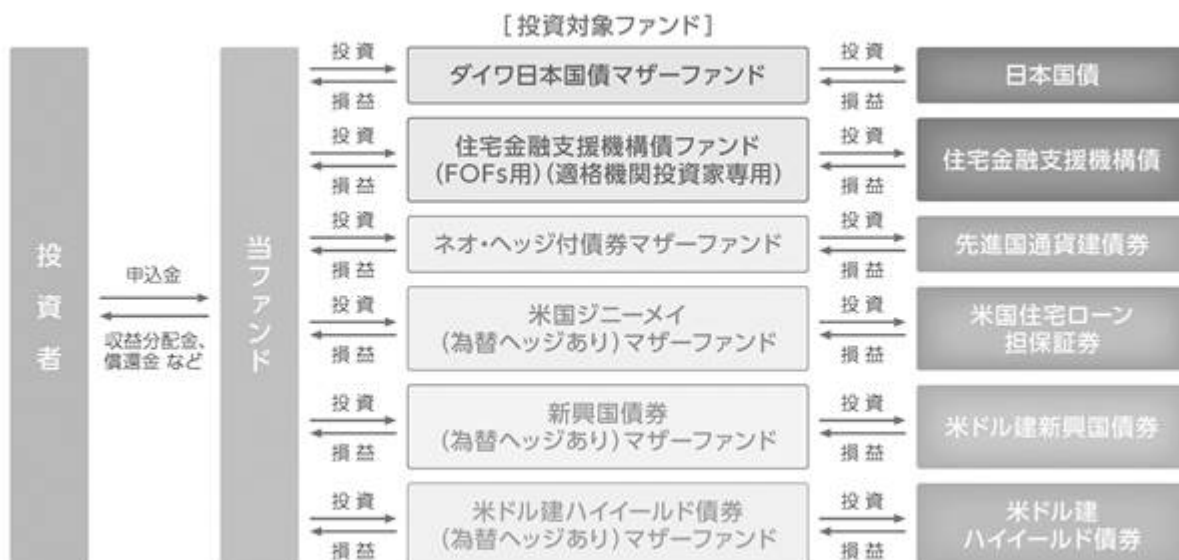 [投資対象ファンド]
投資者
申込金
収益分配金、
償還金 など
当ファンド
投資
損益
ダイワ日本国債マザーファンド
投資
損益
日本国債
投資
損益
住宅金融支援機構債ファンド
(FOFs用)(適格機関投資家専用)
投資
損益
住宅金融支援機構債
投資
損益
ネオ・ヘッジ付債券マザーファンド
投資
損益
先進国通貨建債券
投資
損益
米国ジニーメイ
(為替ヘッジあり)マザーファンド
投資
損益
米国住宅ローン
担保証券
投資
損益
新興国債券
(為替ヘッジあり)マザーファンド
投資
損益
米ドル建新興国債券
投資
損益
米ドル建ハイイールド債券
(為替ヘッジあり)マザーファンド
投資
損益
米ドル建
ハイイールド債券